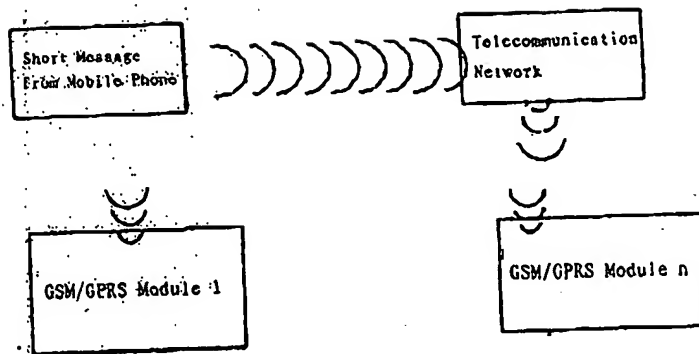 Short Message
From Mobile Phone
Telecommunication
Network
GSM/GPRS Module 1
GSM/GPRS Module n